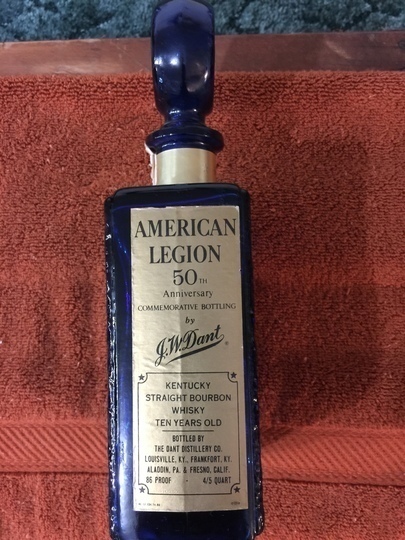 AMERICAN
LEGION
50TH
Anniversary
COMMEMORATIVE BOTTLING
by
J.W. Dant ®
KENTUCKY
STRAIGHT BOURBON
WHISKY
TEN YEARS OLD
BOTTLED BY
THE DANT DISTILLERY CO.
LOUISVILLE, KY., FRANKFORT, KY.
ALADDIN, PA. & FRESNO, CALIF.
86 PROOF - 4/5 QUART